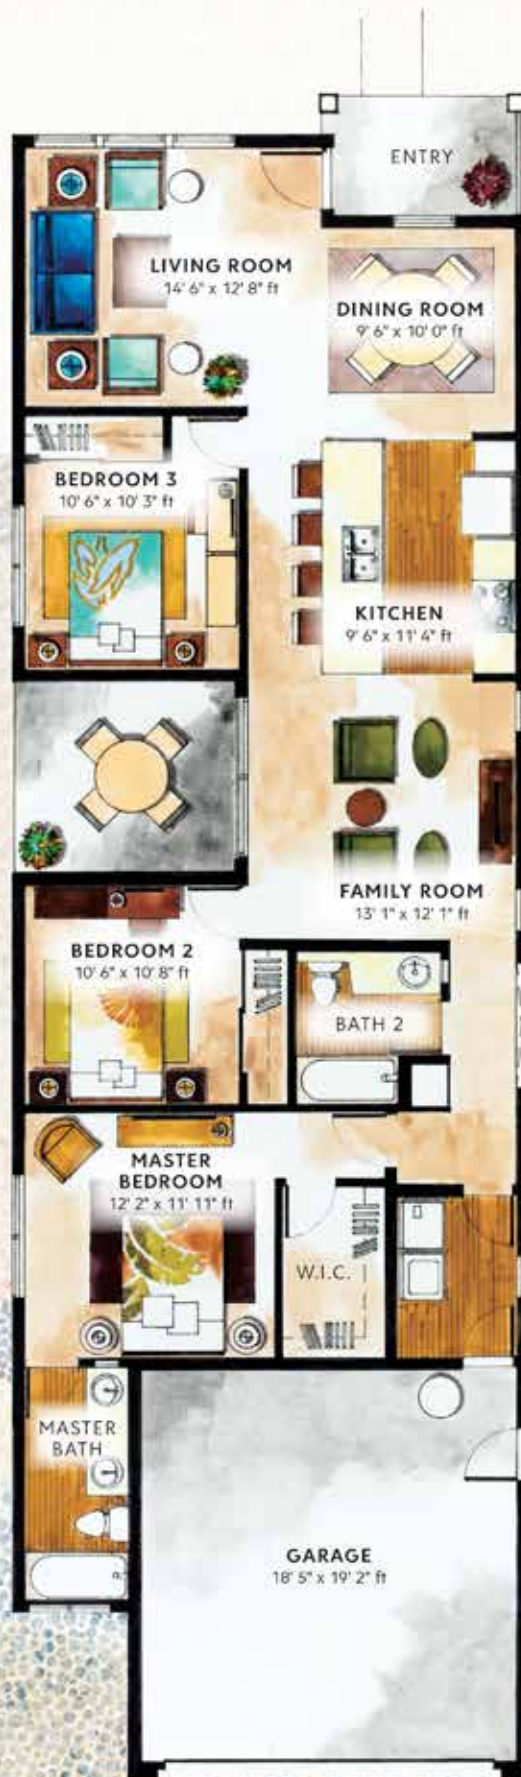 ENTRY
LIVING ROOM
14' 6" x 12' 8" ft
DINING ROOM
9' 6" x 10' 0" ft
BEDROOM 3
10' 6" x 10' 3" ft
KITCHEN
9' 6" x 11' 4" ft
FAMILY ROOM
13' 1" x 12' 1" ft
BEDROOM 2
10' 6" x 10' 8" ft
BATH 2
MASTER
BEDROOM
12' 2" x 11' 11" ft
W.I.C.
MASTER
BATH
GARAGE
18' 5" x 19' 2" ft